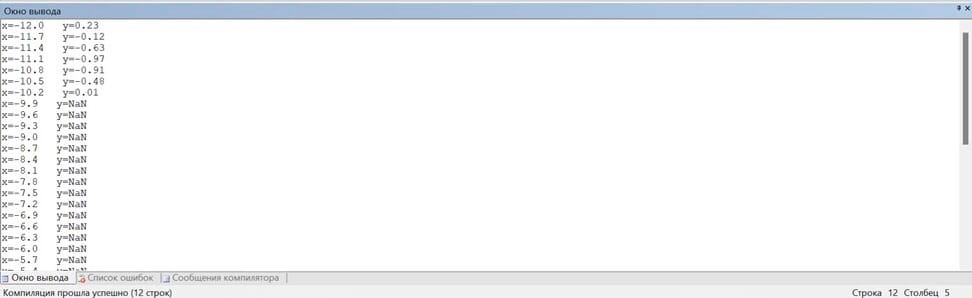 Окно вывода
x=-12.0   y=0.23
x=-11.7   y=-0.12
x=-11.4   y=-0.63
x=-11.1   y=-0.97
x=-10.8   y=-0.91
x=-10.5   y=-0.48
x=-10.2   y=0.01
x=-9.9   y=NaN
x=-9.6   y=NaN
x=-9.3   y=NaN
x=-9.0   y=NaN
x=-8.7   y=NaN
x=-8.4   y=NaN
x=-8.1   y=NaN
x=-7.8   y=NaN
x=-7.5   y=NaN
x=-7.2   y=NaN
x=-6.9   y=NaN
x=-6.6   y=NaN
x=-6.3   y=NaN
x=-6.0   y=NaN
x=-5.7   y=NaN
x=-5.4   y=NaN
Окно вывода Список ошибок Сообщения компилятора
Компиляция прошла успешно (12 строк) Строка 12 Столбец 5